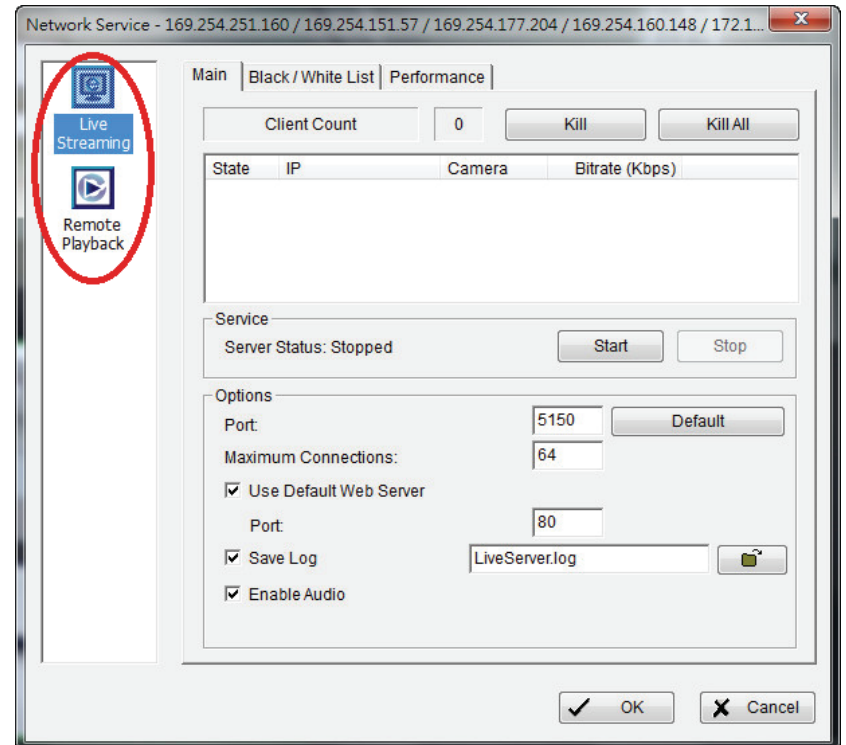 Network Service - 169.254.251.160 / 169.254.151.57 / 169.254.177.204 / 169.254.160.148 / 172.1...
Live
Streaming
Remote
Playback
Main Black / White List Performance
Client Count 0 Kill Kill All
State IP Camera Bitrate (Kbps)
Service
Server Status: Stopped Start Stop
Options
Port: 5150 Default
Maximum Connections: 64
Use Default Web Server
Port: 80
Save Log LiveServer.log
Enable Audio
OK Cancel